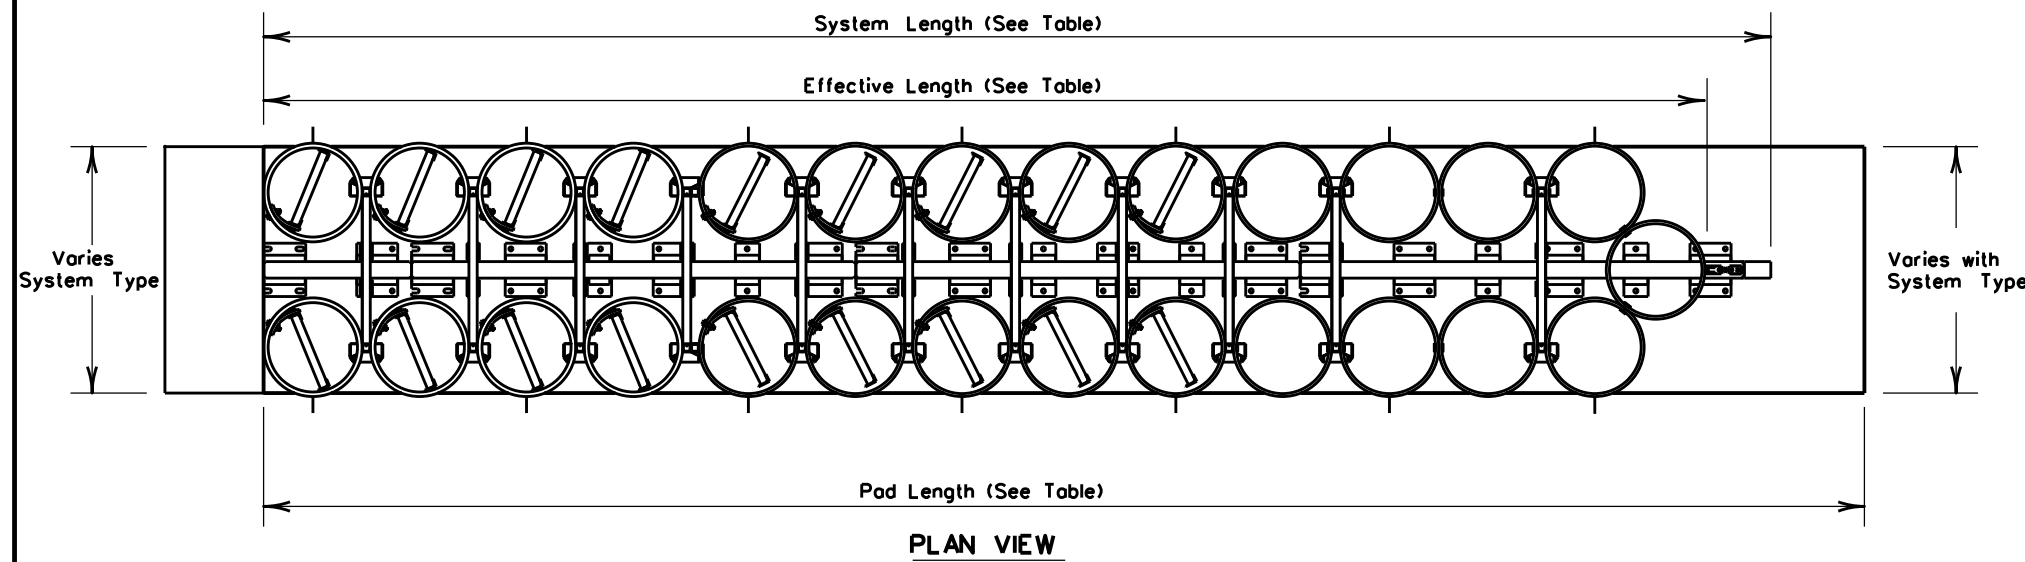 System Length (See Table)
Effective Length (See Table)
Varies
System Type
Varies with
System Type
Pad Length (See Table)
PLAN VIEW